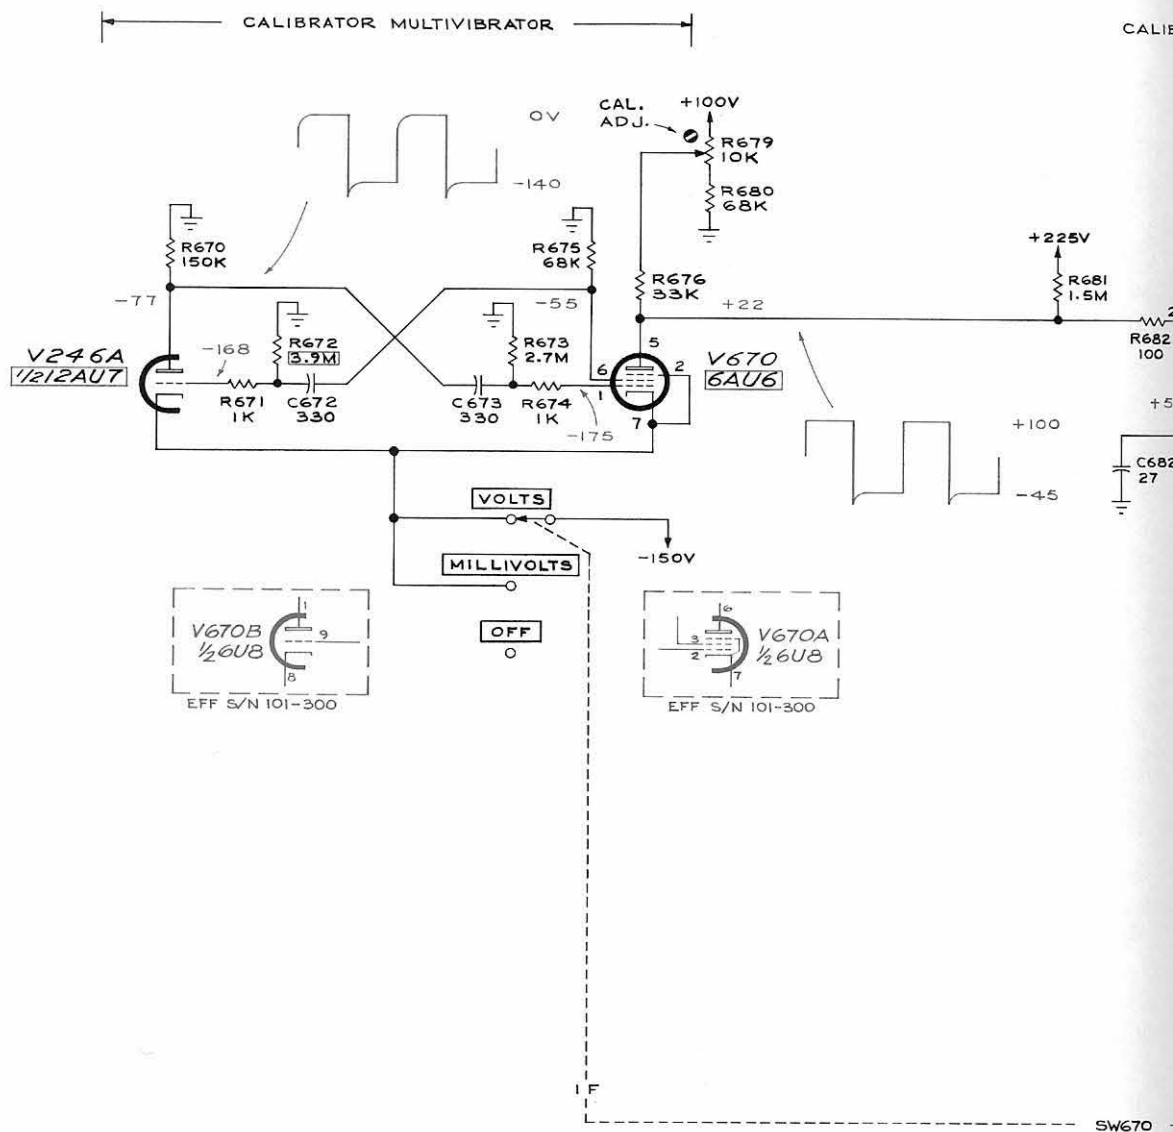 CALIBRATOR MULTIVIBRATOR
CALIB
CAL.
ADJ.
+100V
R679
10K
R680
68K
0V
-140
R670
150K
R675
68K
R676
33K
+225V
R681
1.5M
-77
-55
+22
V246A
1/2 12AU7
-168
R672
3.9M
R673
2.7M
5
6
1
2
7
V670
6AU6
2
R682
100
R671
1K
C672
330
C673
330
R674
1K
-175
+100
-45
+5
C682
27
VOLTS
-150V
MILLIVOLTS
OFF
1
V670B
1/2 6U8
9
8
EFF S/N 101-300
6
3
2
V670A
1/2 6U8
7
EFF S/N 101-300
1 F
SW670